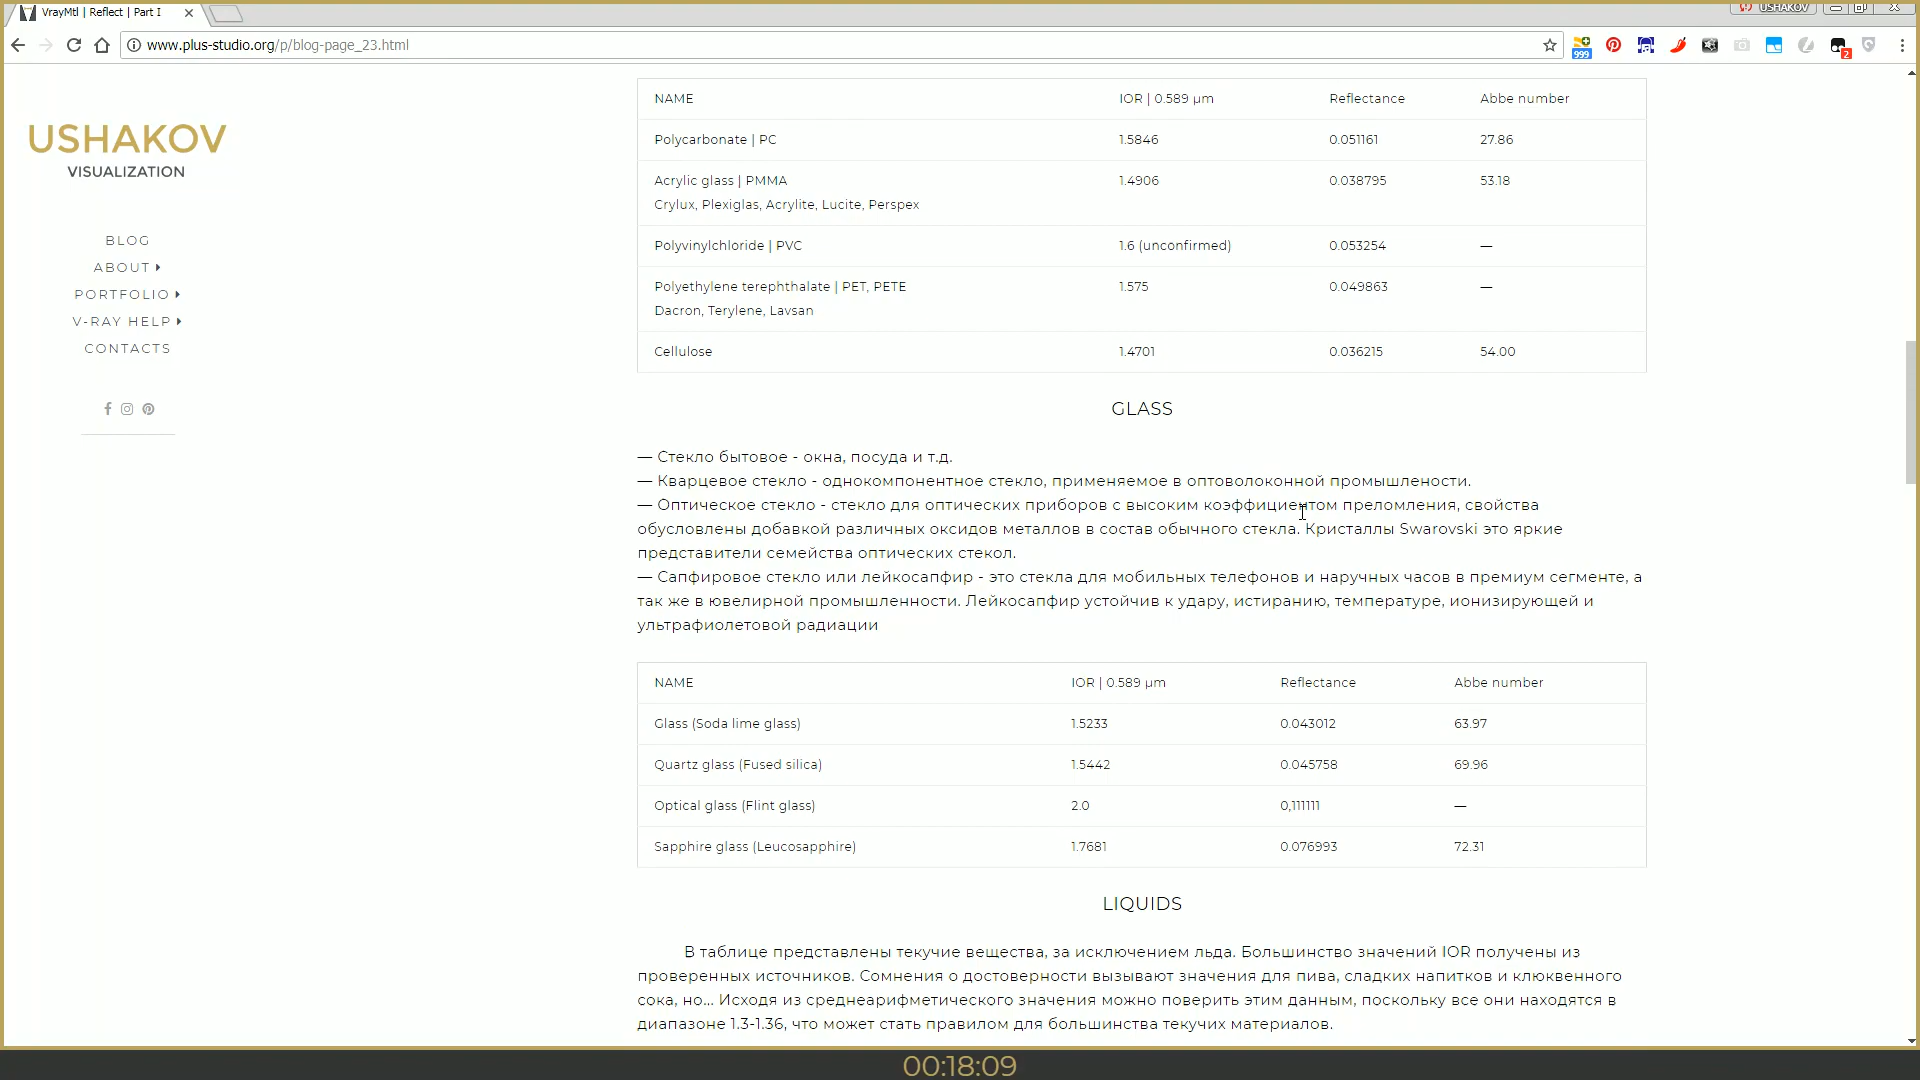 VrayMtl | Reflect | Part I
USHAKOV
www.plus-studio.org/p/blog-page_23.html
999
2
USHAKOV
VISUALIZATION
BLOG
ABOUT
PORTFOLIO
V-RAY HELP
CONTACTS
NAME IOR | 0.589 µm Reflectance Abbe number
Polycarbonate | PC 1.5846 0.051161 27.86
Acrylic glass | PMMA 1.4906 0.038795 53.18
Crylux, Plexiglas, Acrylite, Lucite, Perspex
Polyvinylchloride | PVC 1.6 (unconfirmed) 0.053254 —
Polyethylene terephthalate | PET, PETE 1.575 0.049863 —
Dacron, Terylene, Lavsan
Cellulose 1.4701 0.036215 54.00
GLASS
— Стекло бытовое - окна, посуда и т.д.
— Кварцевое стекло - однокомпонентное стекло, применяемое в оптоволоконной промышлености.
— Оптическое стекло - стекло для оптических приборов с высоким коэффициентом преломления, свойства
обусловлены добавкой различных оксидов металлов в состав обычного стекла. Кристаллы Swarovski это яркие
представители семейства оптических стекол.
— Сапфировое стекло или лейкосапфир - это стекла для мобильных телефонов и наручных часов в премиум сегменте, а
так же в ювелирной промышленности. Лейкосапфир устойчив к удару, истиранию, температуре, ионизирующей и
ультрафиолетовой радиации
NAME IOR | 0.589 µm Reflectance Abbe number
Glass (Soda lime glass) 1.5233 0.043012 63.97
Quartz glass (Fused silica) 1.5442 0.045758 69.96
Optical glass (Flint glass) 2.0 0,111111 —
Sapphire glass (Leucosapphire) 1.7681 0.076993 72.31
LIQUIDS
В таблице представлены текучие вещества, за исключением льда. Большинство значений IOR получены из
проверенных источников. Сомнения о достоверности вызывают значения для пива, сладких напитков и клюквенного
сока, но... Исходя из среднеарифметического значения можно поверить этим данным, поскольку все они находятся в
диапазоне 1.3-1.36, что может стать правилом для большинства текучих материалов.
00:18:09